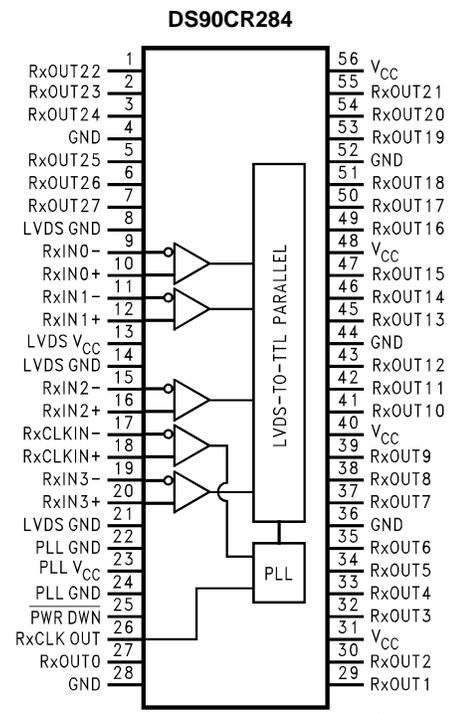 DS90CR284
RxOUT22 1
RxOUT23 2
RxOUT24 3
GND 4
RxOUT25 5
RxOUT26 6
RxOUT27 7
LVDS GND 8
RxIN0- 9
RxIN0+ 10
RxIN1- 11
RxIN1+ 12
LVDS VCC 13
LVDS GND 14
RxIN2- 15
RxIN2+ 16
RxCLKIN- 17
RxCLKIN+ 18
RxIN3- 19
RxIN3+ 20
LVDS GND 21
PLL GND 22
PLL VCC 23
PLL GND 24
PWR DWN 25
RxCLK OUT 26
RxOUT0 27
GND 28
LVDS-TO-TTL PARALLEL
PLL
56 VCC
55 RxOUT21
54 RxOUT20
53 RxOUT19
52 GND
51 RxOUT18
50 RxOUT17
49 RxOUT16
48 VCC
47 RxOUT15
46 RxOUT14
45 RxOUT13
44 GND
43 RxOUT12
42 RxOUT11
41 RxOUT10
40 VCC
39 RxOUT9
38 RxOUT8
37 RxOUT7
36 GND
35 RxOUT6
34 RxOUT5
33 RxOUT4
32 RxOUT3
31 VCC
30 RxOUT2
29 RxOUT1